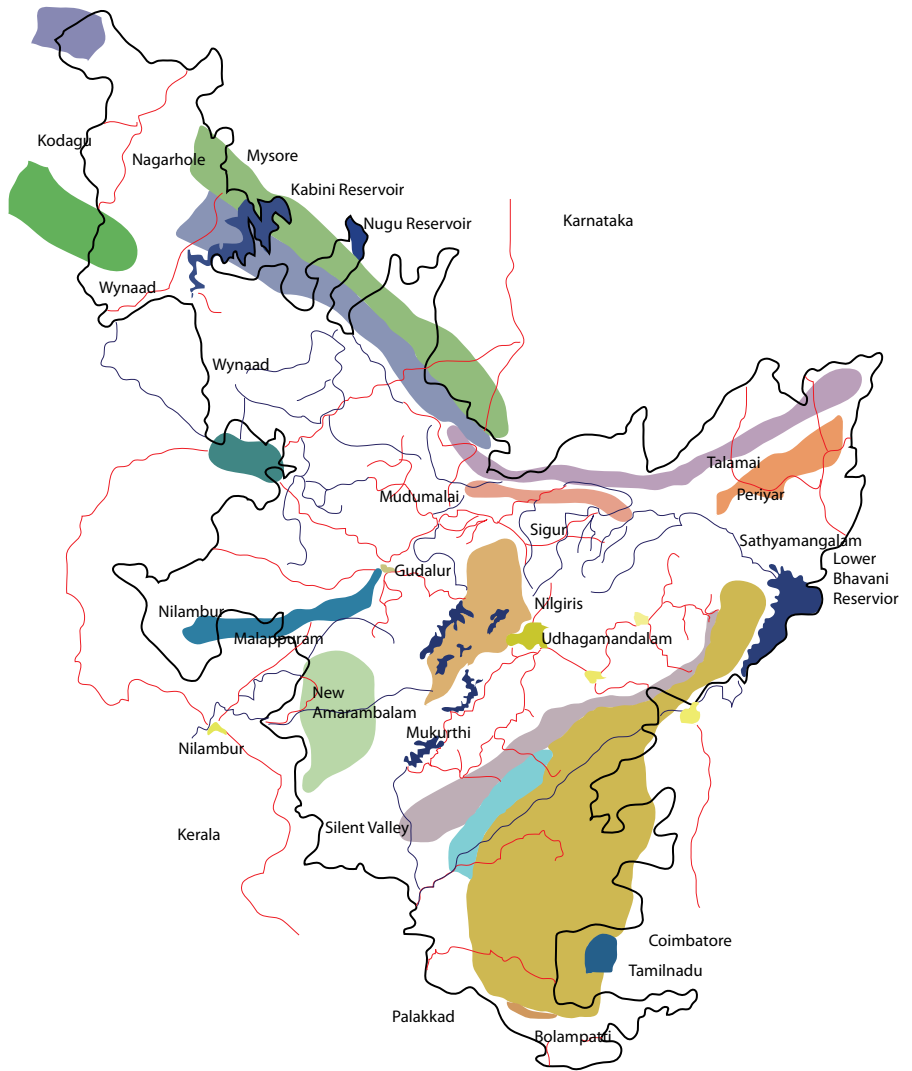 Kodagu
Nagarhole
Mysore
Kabini Reservoir
Nugu Reservoir
Karnataka
Wynaad
Wynaad
Talamai
Mudumalai
Periyar
Sigur
Sathyamangalam
Lower
Bhavani
Reservior
Gudalur
Nilambur
Nilgiris
Malappuram
Udhagamandalam
New
Amarambalam
Mukurthi
Nilambur
Silent Valley
Kerala
Coimbatore
Tamilnadu
Palakkad
Bolampatti